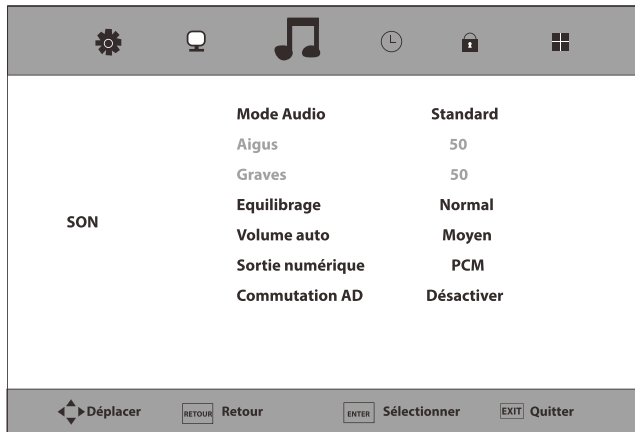 Mode Audio Standard
Aigus 50
Graves 50
Equilibrage Normal
SON
Volume auto Moyen
Sortie numérique PCM
Commutation AD Désactiver
Déplacer RETOUR Retour ENTER Sélectionner EXIT Quitter